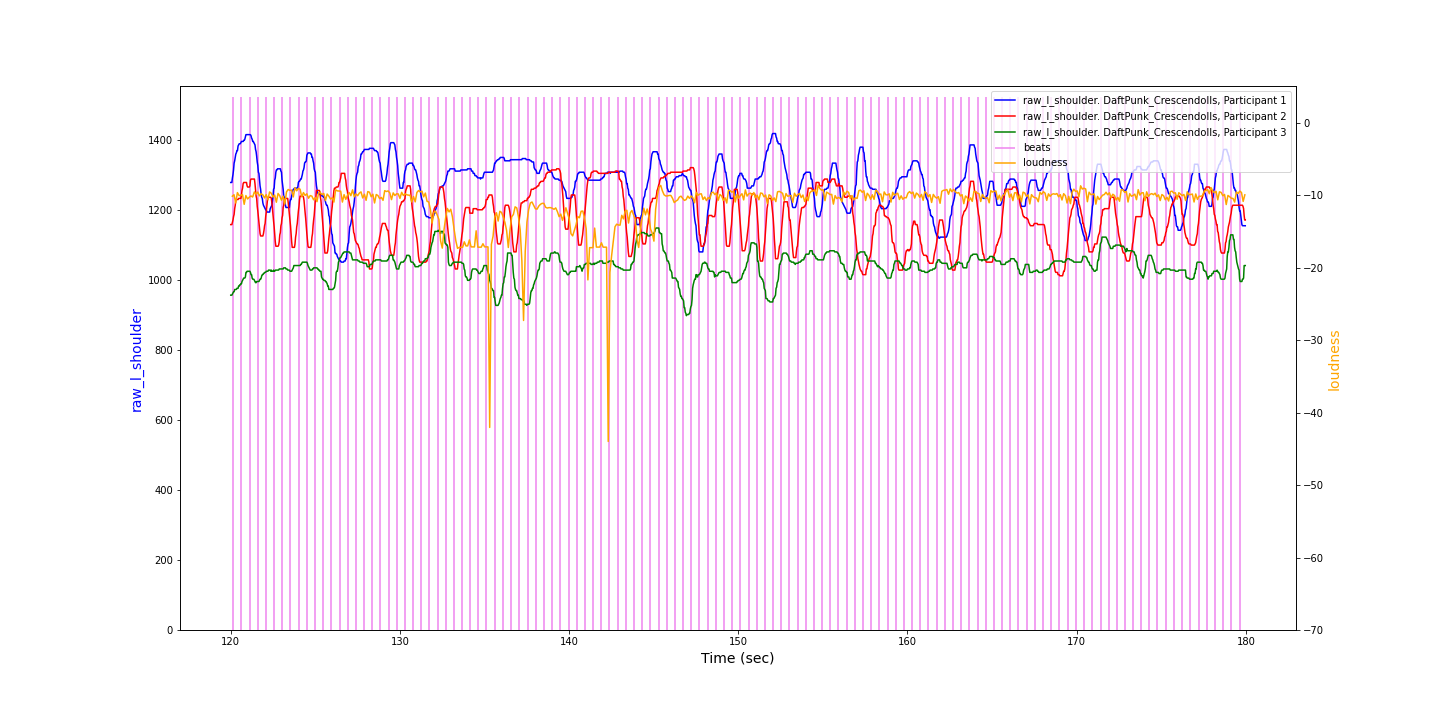 raw_l_shoulder. DaftPunk_Crescendolls, Participant 1
raw_l_shoulder. DaftPunk_Crescendolls, Participant 2
raw_l_shoulder. DaftPunk_Crescendolls, Participant 3
beats
loudness
1400
1200
1000
800
600
400
200
0
raw_l_shoulder
0
−10
−20
−30
−40
−50
−60
−70
loudness
120
130
140
150
160
170
180
Time (sec)